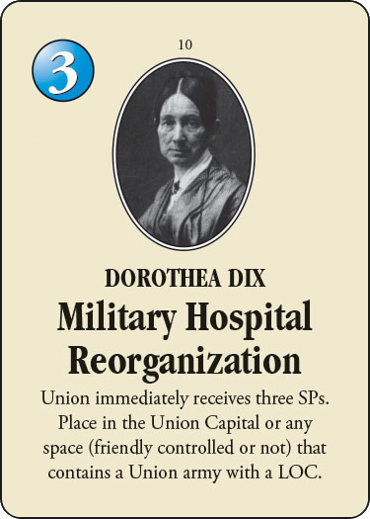 10
3
DOROTHEA DIX
Military Hospital
Reorganization
Union immediately receives three SPs.
Place in the Union Capital or any
space (friendly controlled or not) that
contains a Union army with a LOC.